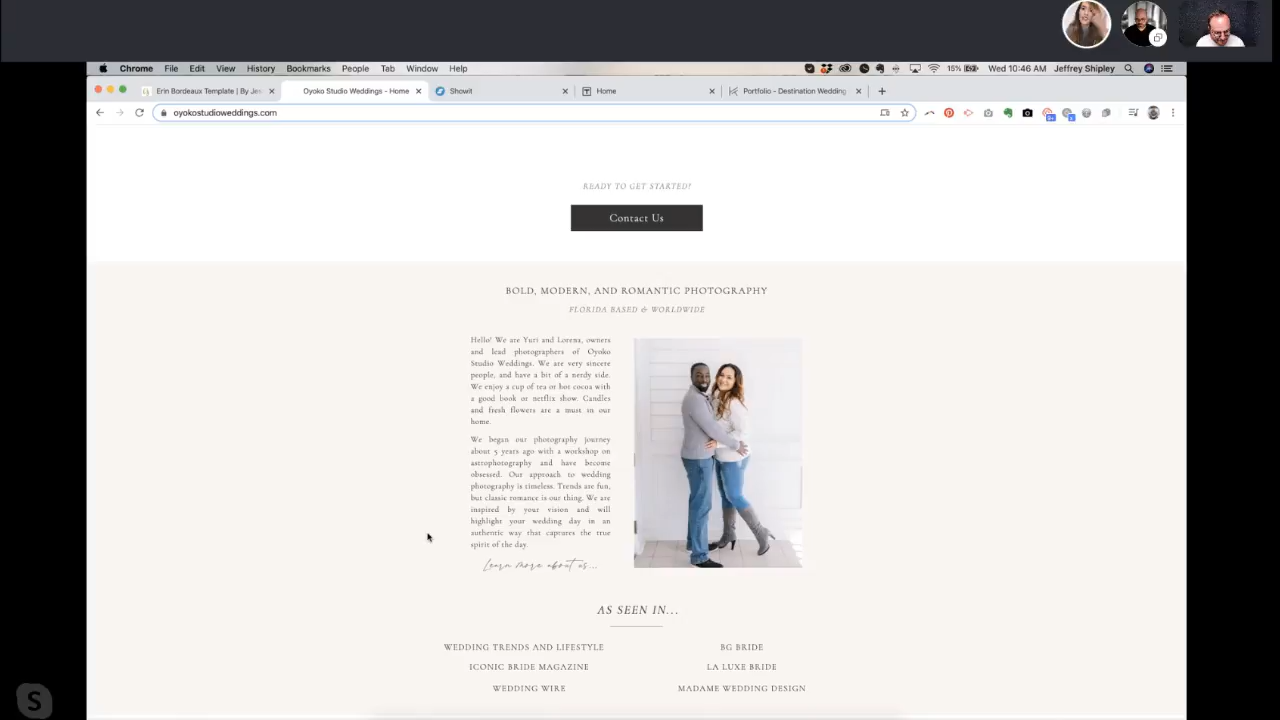 Chrome File Edit View History Bookmarks People Tab Window Help 15% Wed 10:46 AM Jeffrey Shipley
Erin Bordeaux Template | By Je Oyoko Studio Weddings - Home Showit Home Portfolio - Destination Wedding
oyokostudioweddings.com
READY TO GET STARTED?
Contact Us
BOLD, MODERN, AND ROMANTIC PHOTOGRAPHY
FLORIDA BASED & WORLDWIDE
Hello! We are Yuri and Lorena, owners
and lead photographers of Oyoko
Studio Weddings. We are very sincere
people, and have a bit of a nerdy side.
We enjoy a cup of tea or hot cocoa with
a good book or netflix show. Candles
and fresh flowers are a must in our
home.
We began our photography journey
about 5 years ago with a workshop on
astrophotography and have become
obsessed. Our approach to wedding
photography is timeless. Trends are fun,
but classic romance is our thing. We are
inspired by your vision and will
highlight your wedding day in an
authentic way that captures the true
spirit of the day.
Learn more about us...
AS SEEN IN...
WEDDING TRENDS AND LIFESTYLE BG BRIDE
ICONIC BRIDE MAGAZINE LA LUXE BRIDE
WEDDING WIRE MADAME WEDDING DESIGN
S